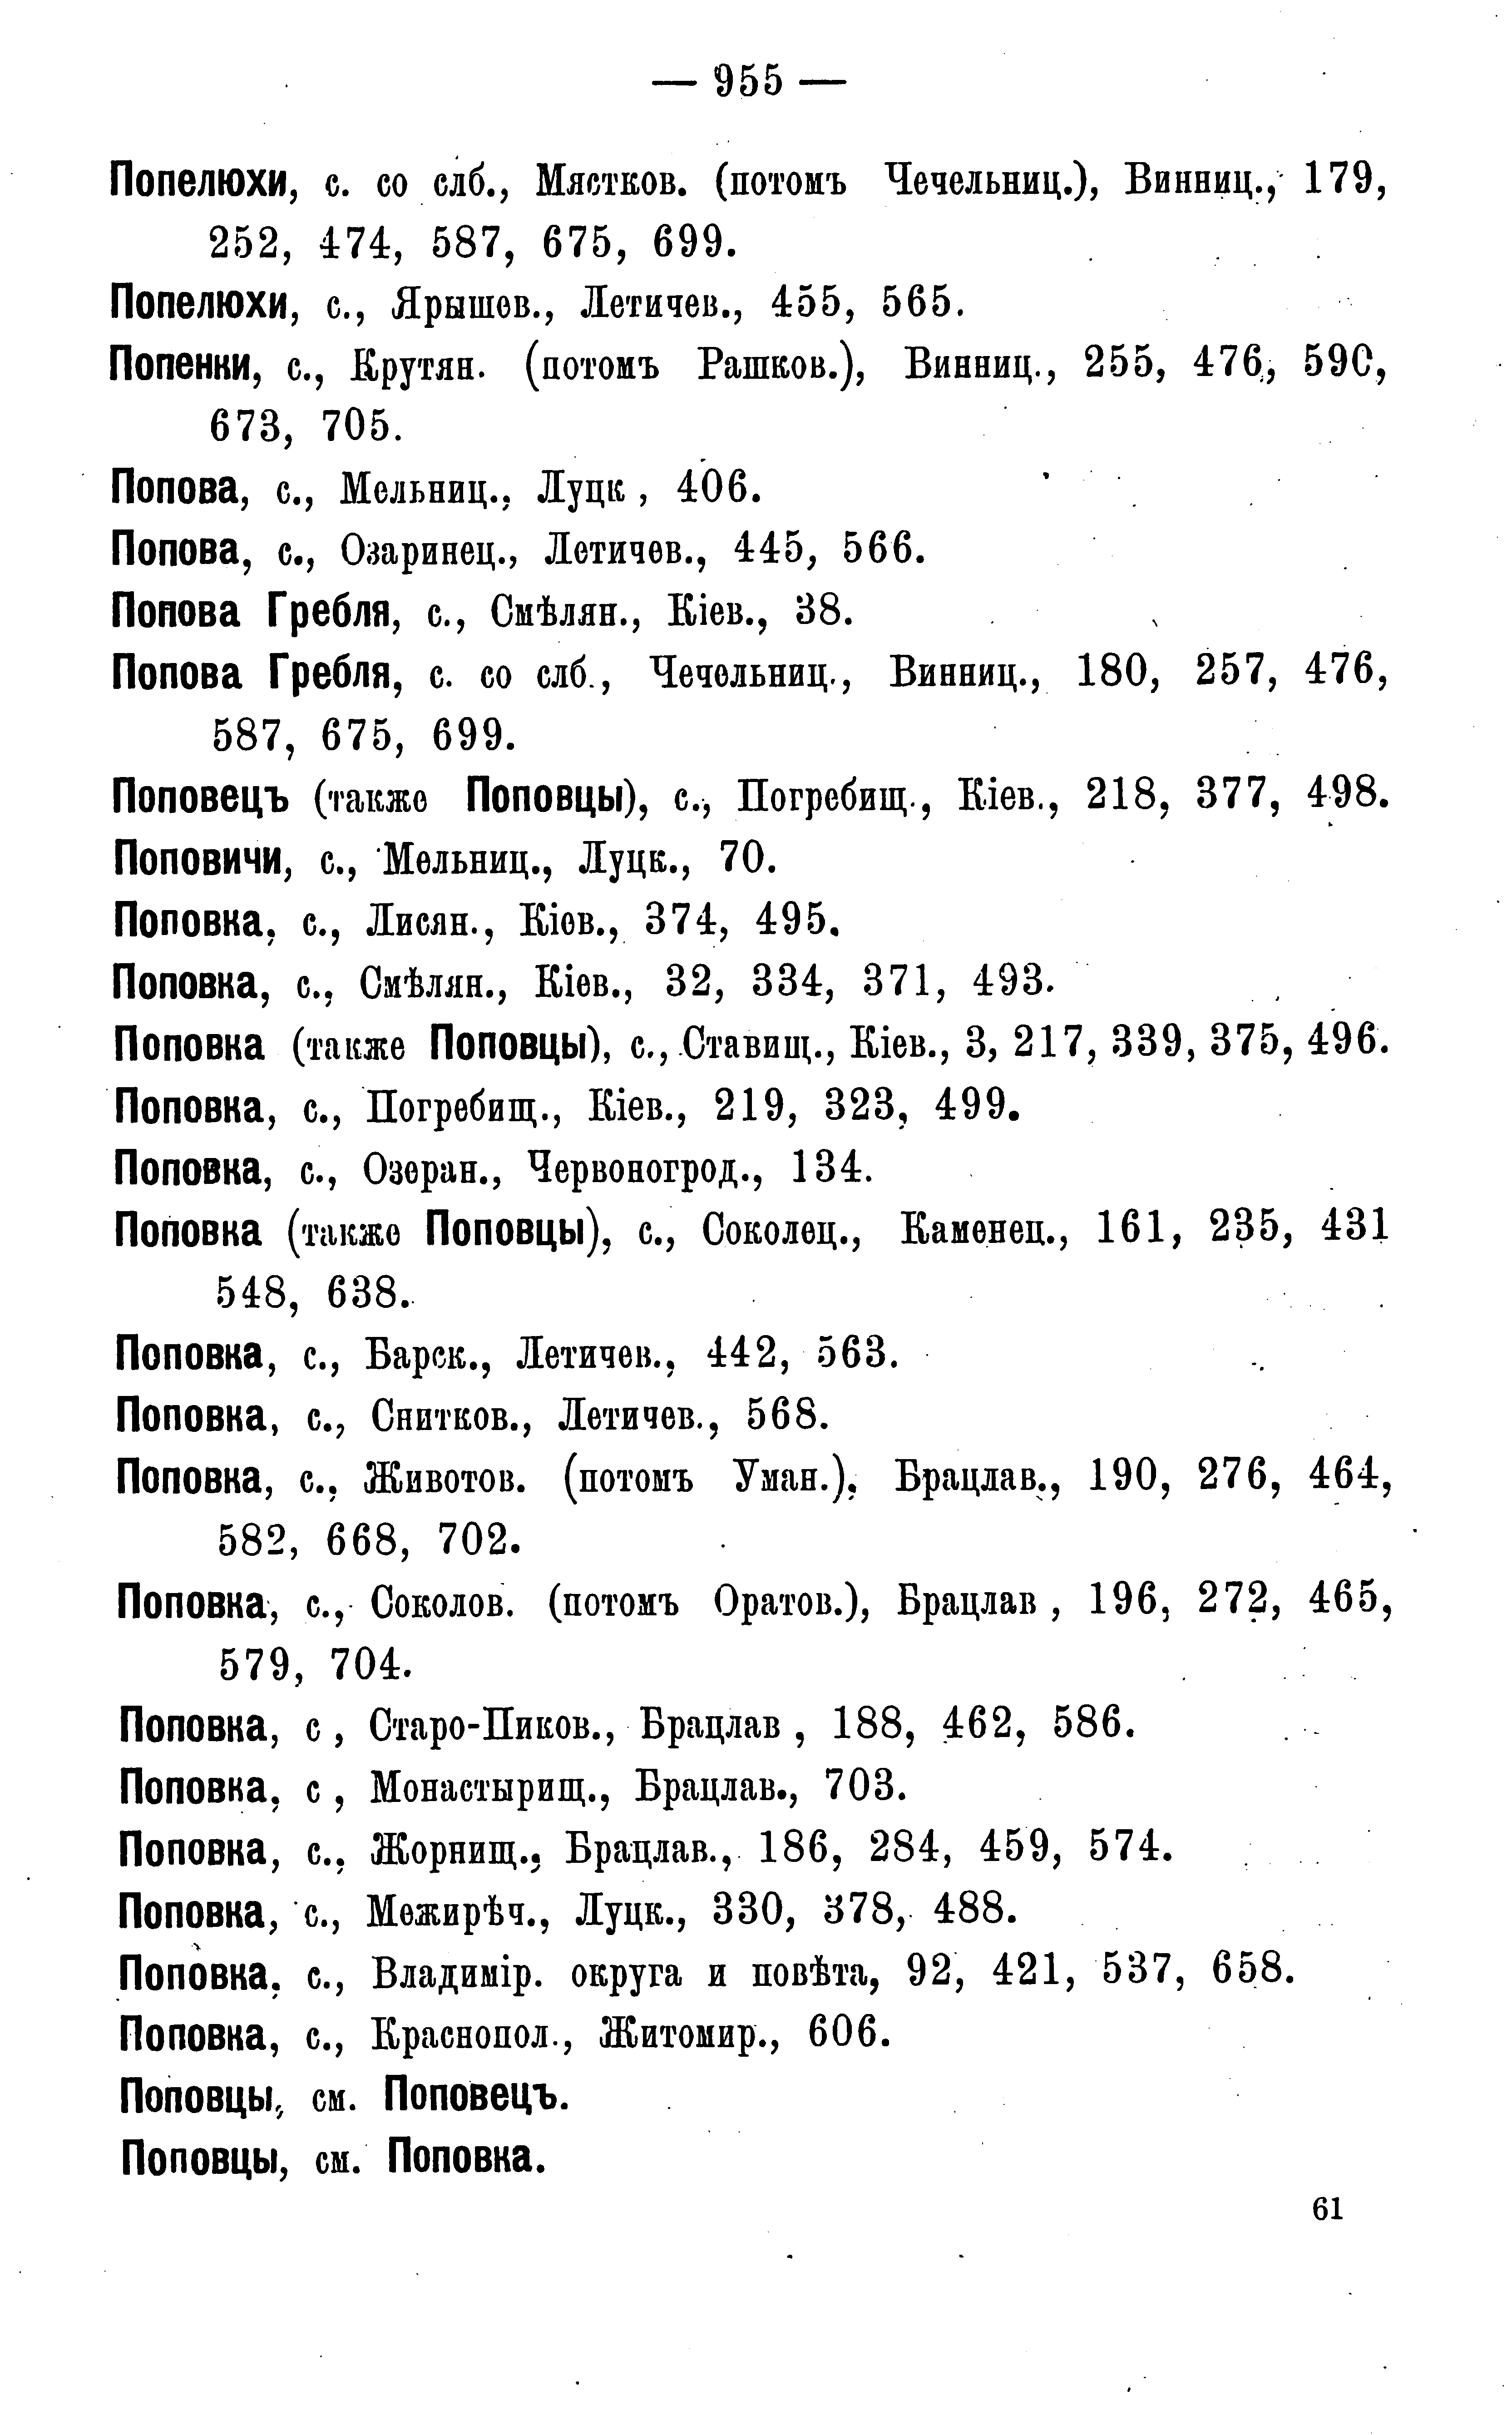 — 955 —
Попелюхи, с. со слб., Мястков. (потомъ Чечельниц.), Винниц., 179,
252, 474, 587, 675, 699.
Попелюхи, с., Ярышев., Летичев., 455, 565.
Попенки, с., Крутян. (потомъ Рашков.), Винниц., 255, 476, 590,
673, 705.
Попова, с., Мельниц., Луцк , 406.
Попова, с., Озаринец., Летичев., 445, 566.
Попова Гребля, с., Смѣлян., Кіев., 38.
Попова Гребля, с. со слб., Чечельниц., Винниц., 180, 257, 476,
587, 675, 699.
Поповецъ (также Поповцы), с., Погребищ., Кіев., 218, 377, 498.
Поповичи, с., Мельниц., Луцк., 70.
Поповка, с., Лисян., Кіев., 374, 495.
Поповка, с., Смѣлян., Кіев., 32, 334, 371, 493.
Поповка (также Поповцы), с., Ставищ., Кіев., 3, 217, 339, 375, 496.
Поповка, с., Погребищ., Кіев., 219, 323, 499.
Поповка, с., Озеран., Червоногрод., 134.
Поповка (также Поповцы), с., Соколец., Каменец., 161, 235, 431
548, 638.
Поповка, с., Барск., Летичев., 442, 563.
Поповка, с., Снитков., Летичев., 568.
Поповка, с., Животов. (потомъ Уман.), Брацлав., 190, 276, 464,
582, 668, 702.
Поповка, с., Соколов. (потомъ Оратов.), Брацлав , 196, 272, 465,
579, 704.
Поповка, с , Старо-Пиков., Брацлав , 188, 462, 586.
Поповка, с , Монастырищ., Брацлав., 703.
Поповка, с., Жорнищ., Брацлав., 186, 284, 459, 574.
Поповка, с., Межирѣч., Луцк., 330, 378, 488.
Поповка, с., Владимір. округа и повѣта, 92, 421, 537, 658.
Поповка, с., Краснопол., Житомир., 606.
Поповцы, см. Поповецъ.
Поповцы, см. Поповка.
61